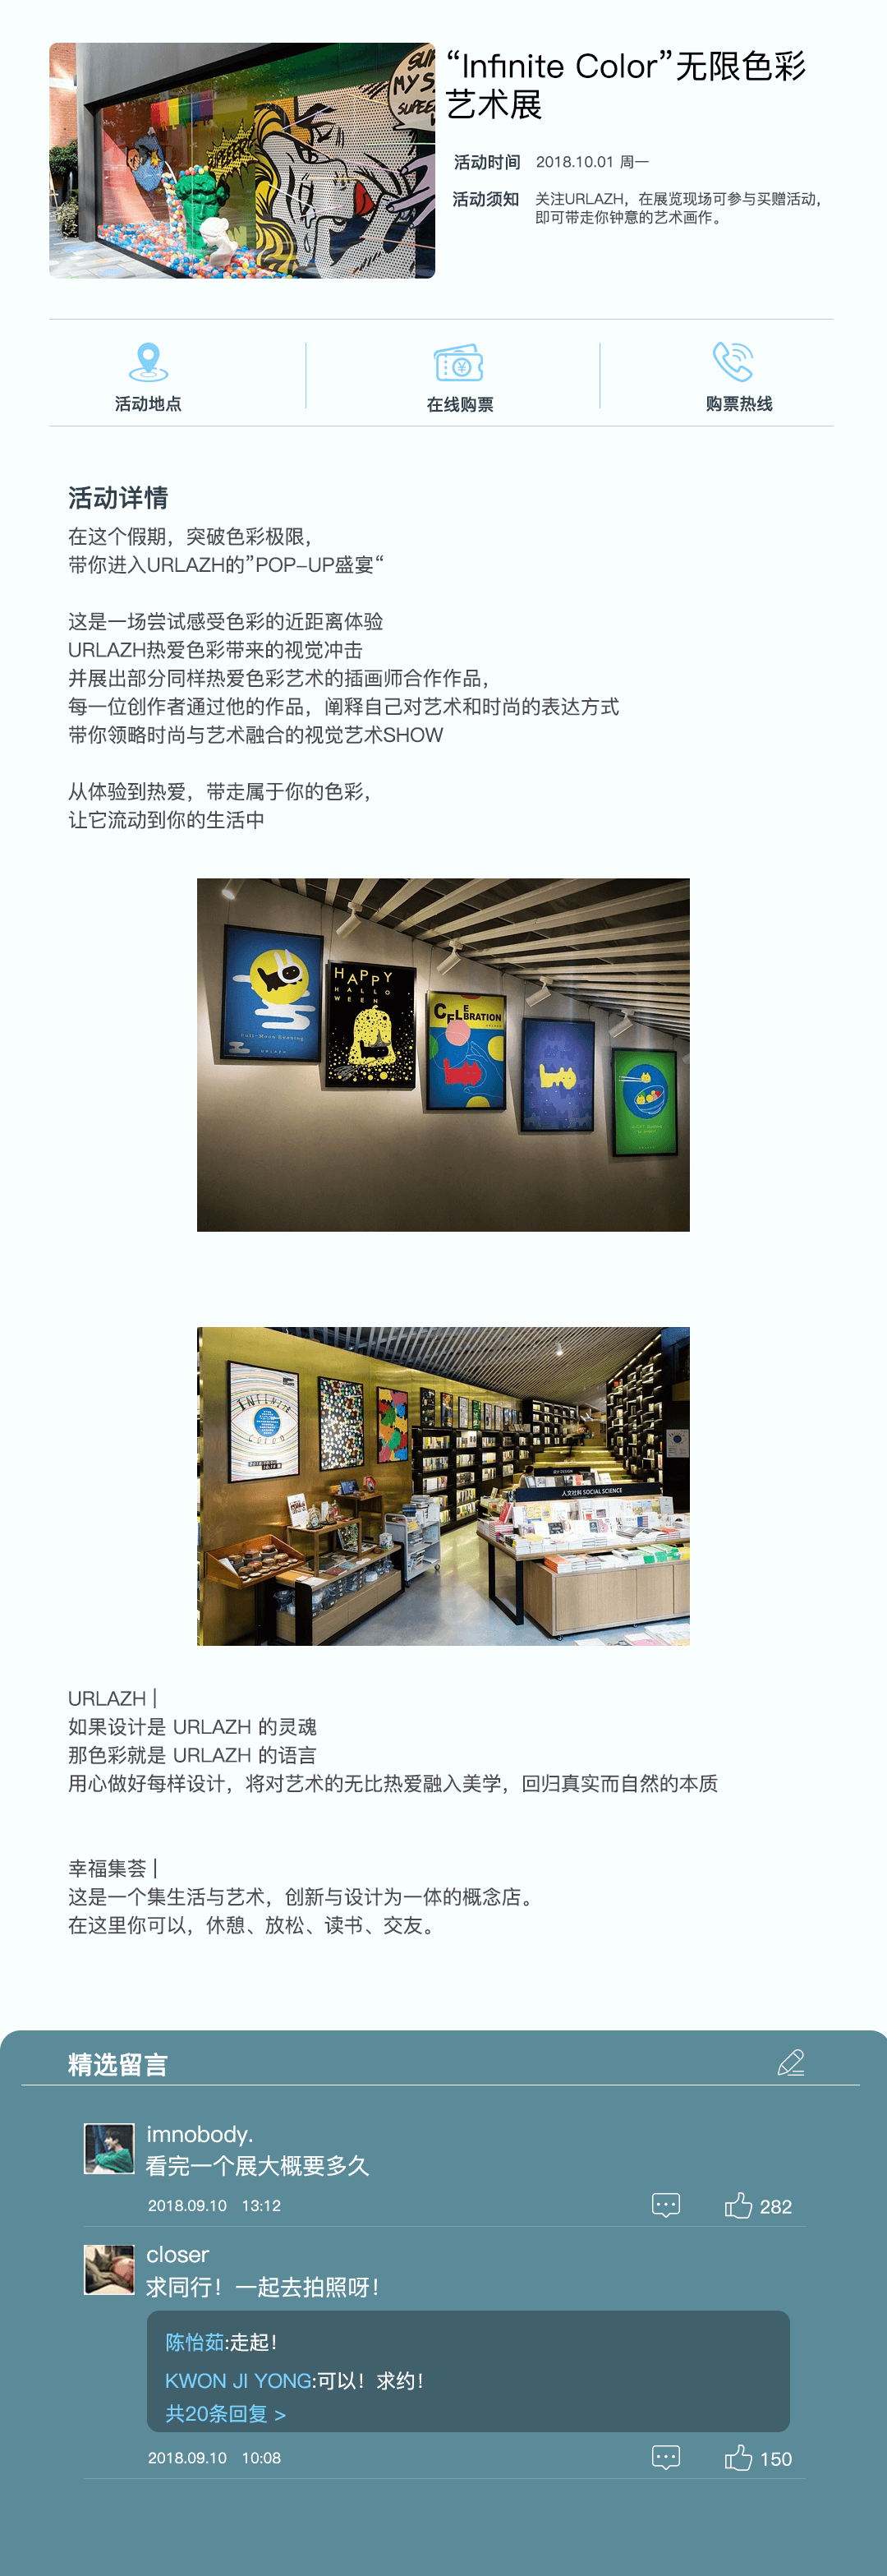 “Infinite Color”无限色彩
艺术展
活动时间 2018.10.01 周一
活动须知 关注URLAZH，在展览现场可参与买赠活动，
即可带走你钟意的艺术画作。
活动地点
在线购票
购票热线
活动详情
在这个假期，突破色彩极限，
带你进入URLAZH的”POP-UP盛宴“
这是一场尝试感受色彩的近距离体验
URLAZH热爱色彩带来的视觉冲击
并展出部分同样热爱色彩艺术的插画师合作作品，
每一位创作者通过他的作品，阐释自己对艺术和时尚的表达方式
带你领略时尚与艺术融合的视觉艺术SHOW
从体验到热爱，带走属于你的色彩，
让它流动到你的生活中
Full-Moon Evening
HAPPY
HALLO
WEEN
CELEBRATION
INFINITE
COLOR
人文社科 SOCIAL SCIENCE
URLAZH |
如果设计是 URLAZH 的灵魂
那色彩就是 URLAZH 的语言
用心做好每样设计，将对艺术的无比热爱融入美学，回归真实而自然的本质
幸福集荟 |
这是一个集生活与艺术，创新与设计为一体的概念店。
在这里你可以，休憩、放松、读书、交友。
精选留言
imnobody.
看完一个展大概要多久
2018.09.10 13:12
282
closer
求同行！一起去拍照呀！
陈怡茹:走起！
KWON JI YONG:可以！求约！
共20条回复 >
2018.09.10 10:08
150